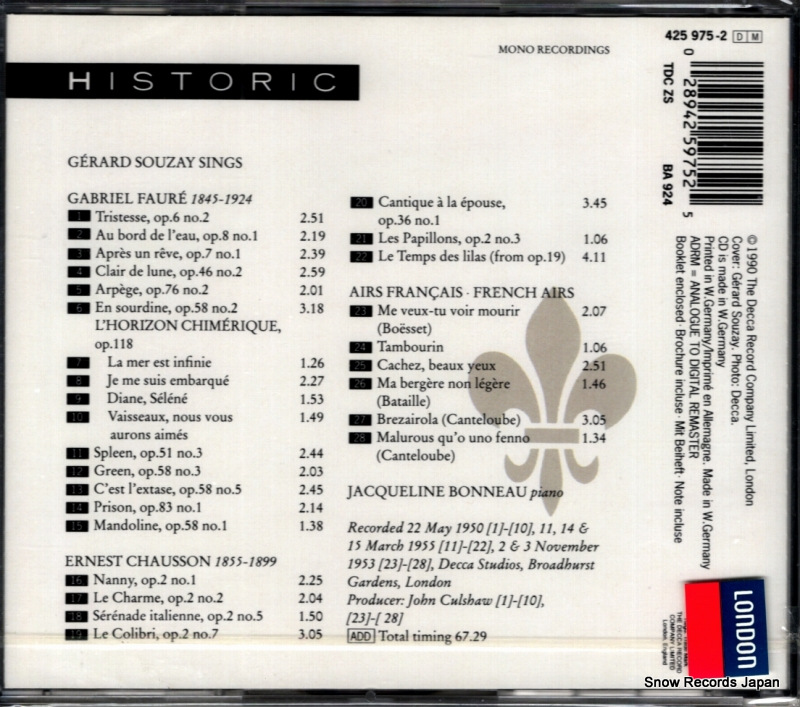 MONO RECORDINGS
HISTORIC
GÉRARD SOUZAY SINGS
GABRIEL FAURÉ 1845-1924
1 Tristesse, op.6 no.2 2.51
2 Au bord de l'eau, op.8 no.1 2.19
3 Après un rêve, op.7 no.1 2.39
4 Clair de lune, op.46 no.2 2.59
5 Arpège, op.76 no.2 2.01
6 En sourdine, op.58 no.2 3.18
L'HORIZON CHIMÉRIQUE,
op.118
7 La mer est infinie 1.26
8 Je me suis embarqué 2.27
9 Diane, Séléné 1.53
10 Vaisseaux, nous vous 1.49
aurons aimés
11 Spleen, op.51 no.3 2.44
12 Green, op.58 no.3 2.03
13 C'est l'extase, op.58 no.5 2.45
14 Prison, op.83 no.1 2.14
15 Mandoline, op.58 no.1 1.38
ERNEST CHAUSSON 1855-1899
16 Nanny, op.2 no.1 2.25
17 Le Charme, op.2 no.2 2.04
18 Sérénade italienne, op.2 no.5 1.50
19 Le Colibri, op.2 no.7 3.05
20 Cantique à la épouse, 3.45
op.36 no.1
21 Les Papillons, op.2 no.3 1.06
22 Le Temps des lilas (from op.19) 4.11
AIRS FRANÇAIS · FRENCH AIRS
23 Me veux-tu voir mourir 2.07
(Boësset)
24 Tambourin 1.06
25 Cachez, beaux yeux 2.51
26 Ma bergère non légère 1.46
(Bataille)
27 Brezairola (Canteloube) 3.05
28 Malurous qu'o uno fenno 1.34
(Canteloube)
JACQUELINE BONNEAU piano
Recorded 22 May 1950 [1]-[10], 11, 14 &
15 March 1955 [11]-[22], 2 & 3 November
1953 [23]-[28], Decca Studios, Broadhurst
Gardens, London
Producer: John Culshaw [1]-[10],
[23]-[ 28]
ADD Total timing 67.29
425 975-2 D M
0 28942 59752 5
TDC ZS BA 924
© 1990 The Decca Record Company Limited, London
Cover: Gérard Souzay. Photo: Decca.
CD is made in W.Germany
Printed in W.Germany/Imprimé en Allemagne. Made in W.Germany
ADRM = ANALOGUE TO DIGITAL REMASTER
Booklet enclosed · Brochure incluse · Mit Beiheft · Note incluse
LONDON
THE DECCA RECORD
COMPANY LIMITED
London, England
Snow Records Japan